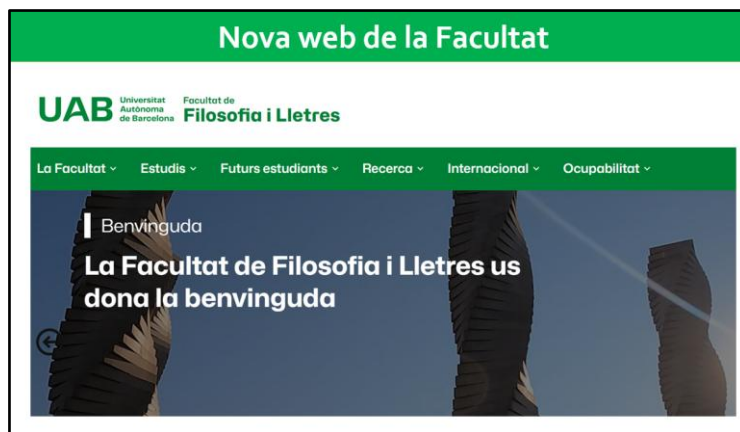 Nova web de la Facultat
UAB
Universitat
Autònoma
de Barcelona
Facultat de
Filosofia i Lletres
La Facultat
Estudis
Futurs estudiants
Recerca
Internacional
Ocupabilitat
Benvinguda
La Facultat de Filosofia i Lletres us
dona la benvinguda